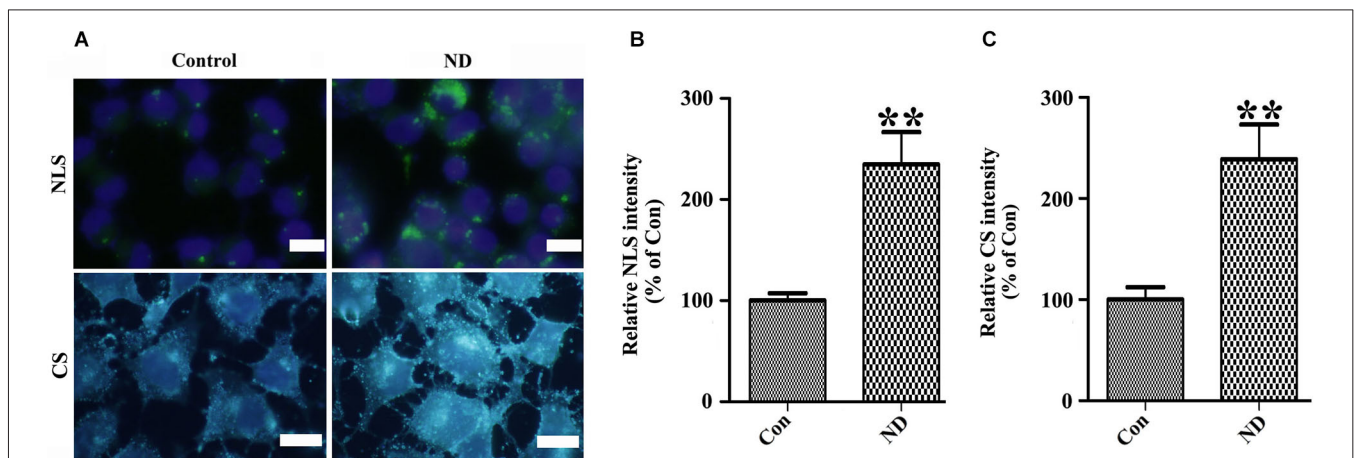 A
Control ND
NLS
CS
B
Relative NLS intensity
(% of Con)
300
200
100
0
**
Con ND
C
Relative CS intensity
(% of Con)
300
200
100
0
**
Con ND